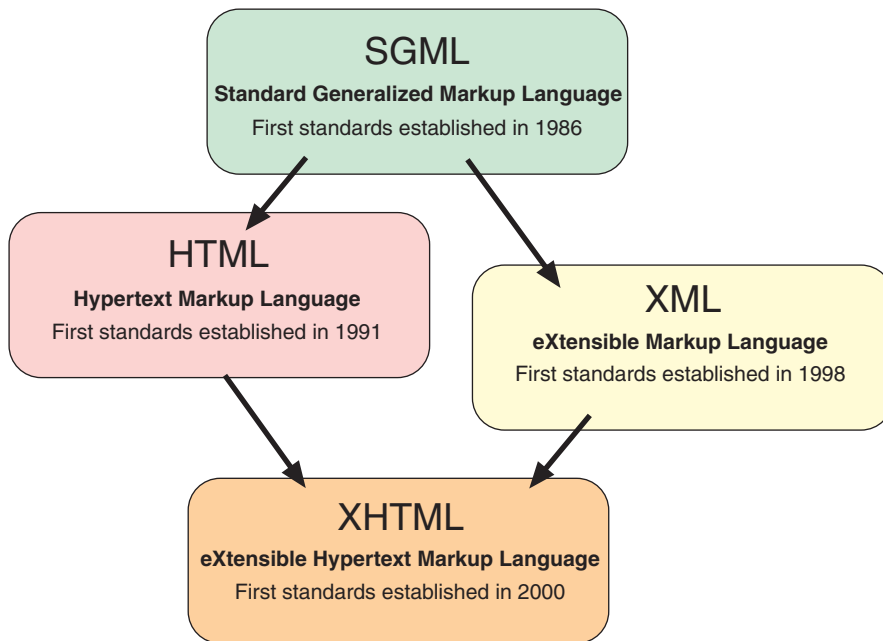 SGML
Standard Generalized Markup Language
First standards established in 1986
HTML
Hypertext Markup Language
First standards established in 1991
XML
eXtensible Markup Language
First standards established in 1998
XHTML
eXtensible Hypertext Markup Language
First standards established in 2000